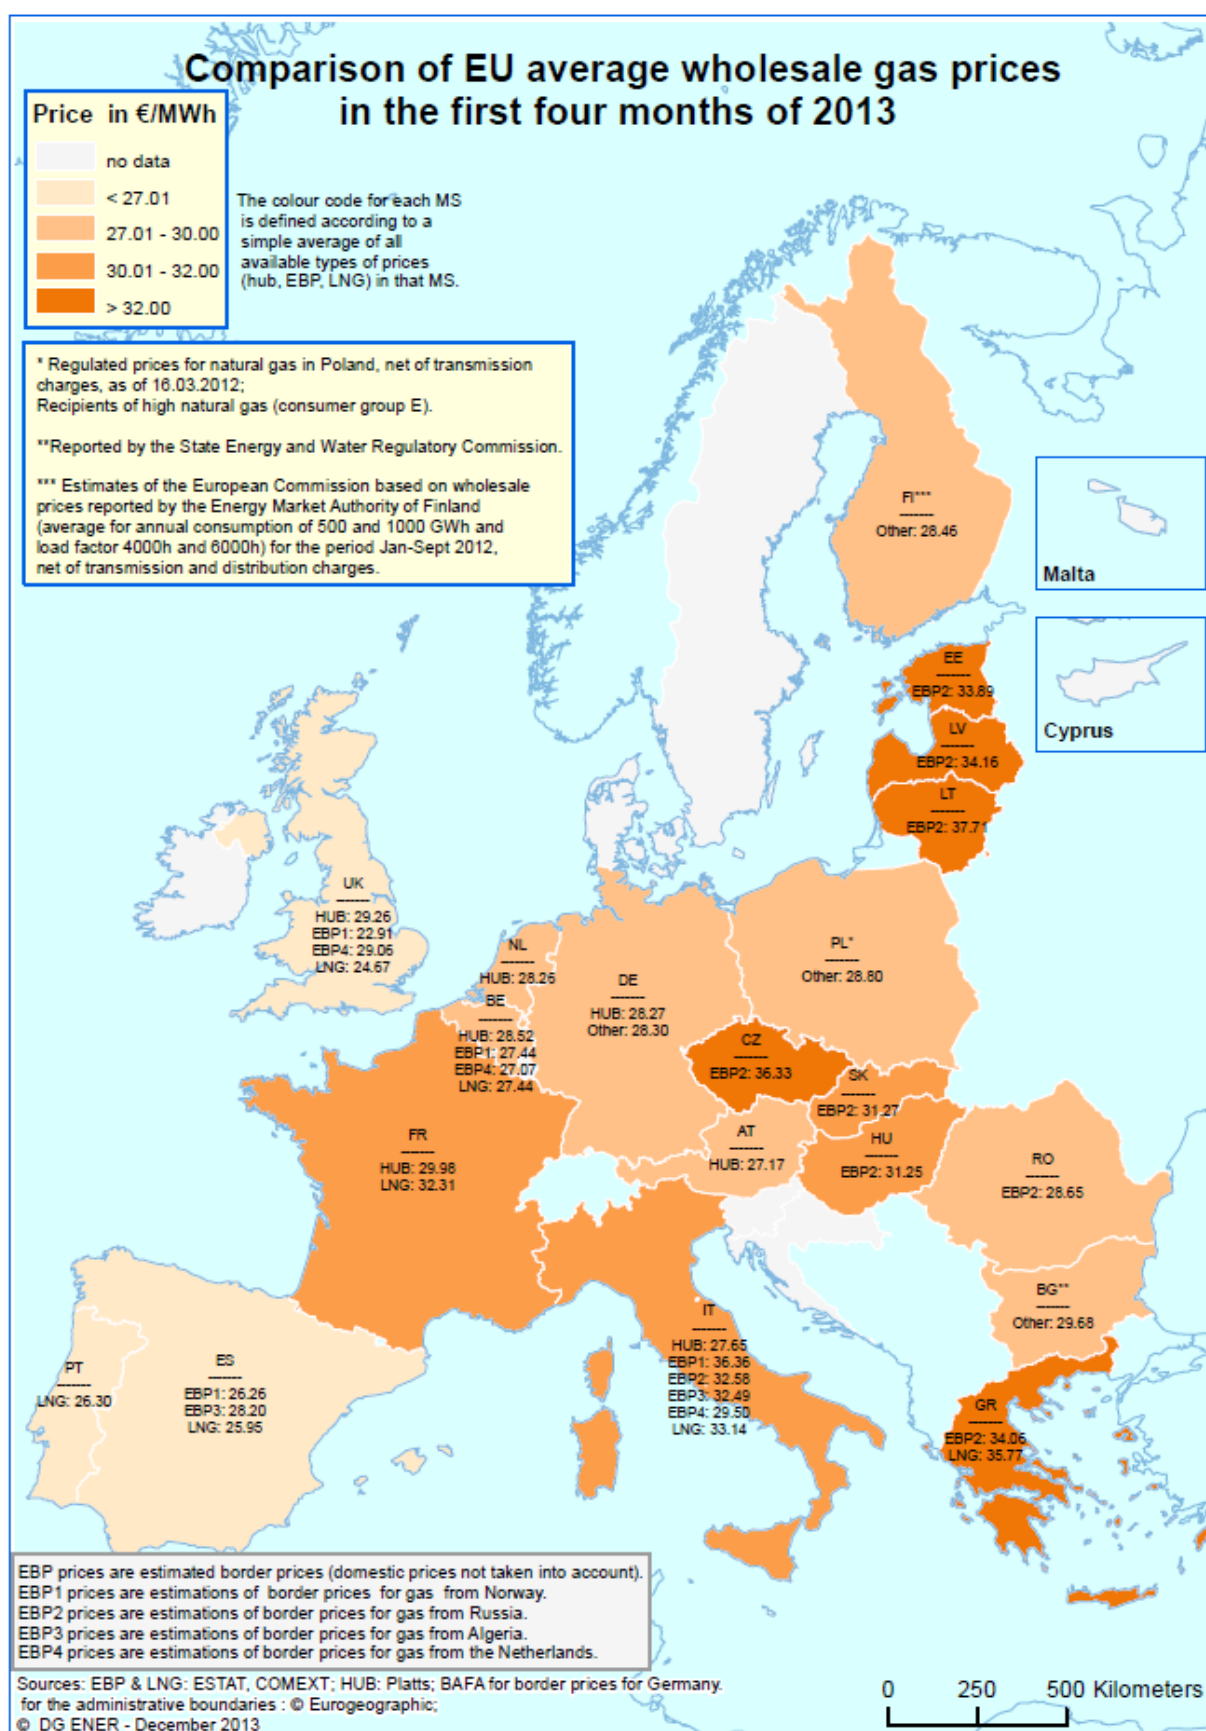 Comparison of EU average wholesale gas prices
in the first four months of 2013
Price in €/MWh
no data
< 27.01
27.01 - 30.00
30.01 - 32.00
> 32.00
The colour code for each MS
is defined according to a
simple average of all
available types of prices
(hub, EBP, LNG) in that MS.
* Regulated prices for natural gas in Poland, net of transmission
charges, as of 16.03.2012;
Recipients of high natural gas (consumer group E).
**Reported by the State Energy and Water Regulatory Commission.
*** Estimates of the European Commission based on wholesale
prices reported by the Energy Market Authority of Finland
(average for annual consumption of 500 and 1000 GWh and
load factor 4000h and 6000h) for the period Jan-Sept 2012,
net of transmission and distribution charges.
FI***
-------
Other: 28.46
Malta
Cyprus
EE
-------
EBP2: 33.89
LV
-------
EBP2: 34.16
LT
-------
EBP2: 37.71
UK
-------
HUB: 29.26
EBP1: 22.91
EBP4: 29.06
LNG: 24.67
NL
-------
HUB: 28.26
BE
-------
HUB: 28.52
EBP1: 27.44
EBP4: 27.07
LNG: 27.44
DE
-------
HUB: 28.27
Other: 28.30
PL*
-------
Other: 28.80
CZ
-------
EBP2: 36.33
SK
-------
EBP2: 31.27
FR
-------
HUB: 29.98
LNG: 32.31
AT
-------
HUB: 27.17
HU
-------
EBP2: 31.25
RO
-------
EBP2: 28.65
BG**
-------
Other: 29.68
IT
-------
HUB: 27.65
EBP1: 36.36
EBP2: 32.58
EBP3: 32.49
EBP4: 29.50
LNG: 33.14
PT
-------
LNG: 26.30
ES
-------
EBP1: 26.26
EBP3: 28.20
LNG: 25.95
GR
-------
EBP2: 34.06
LNG: 35.77
EBP prices are estimated border prices (domestic prices not taken into account).
EBP1 prices are estimations of border prices for gas from Norway.
EBP2 prices are estimations of border prices for gas from Russia.
EBP3 prices are estimations of border prices for gas from Algeria.
EBP4 prices are estimations of border prices for gas from the Netherlands.
Sources: EBP & LNG: ESTAT, COMEXT; HUB: Platts; BAFA for border prices for Germany.
for the administrative boundaries : © Eurogeographic;
© DG ENER - December 2013
0 250 500 Kilometers